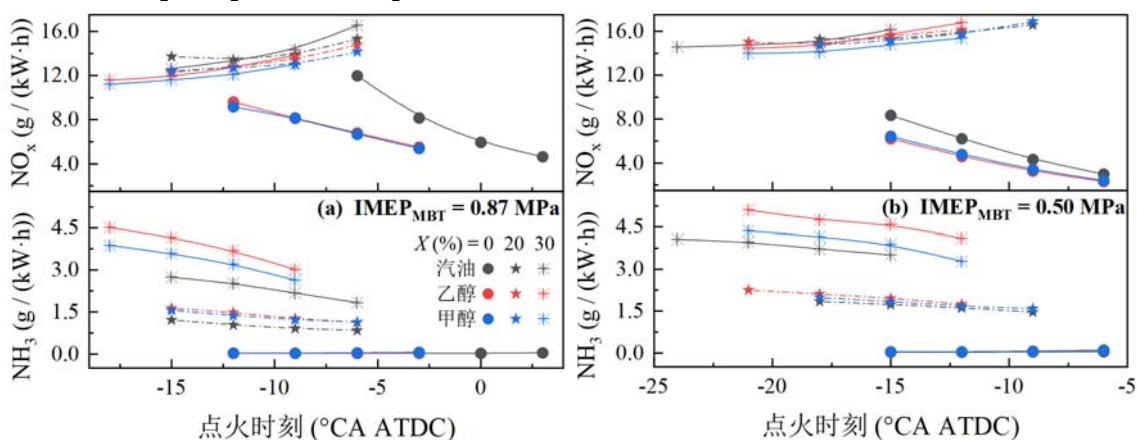 16.0
12.0
8.0
4.0
NOx (g / (kW·h))
16.0
12.0
8.0
4.0
NOx (g / (kW·h))
(a) IMEPMBT = 0.87 MPa
(b) IMEPMBT = 0.50 MPa
4.5
3.0
1.5
0.0
NH3 (g / (kW·h))
X (%) = 0 20 30
汽油
乙醇
甲醇
4.5
3.0
1.5
0.0
NH3 (g / (kW·h))
-15 -10 -5 0
-25 -20 -15 -10 -5
点火时刻 (°CA ATDC)
点火时刻 (°CA ATDC)